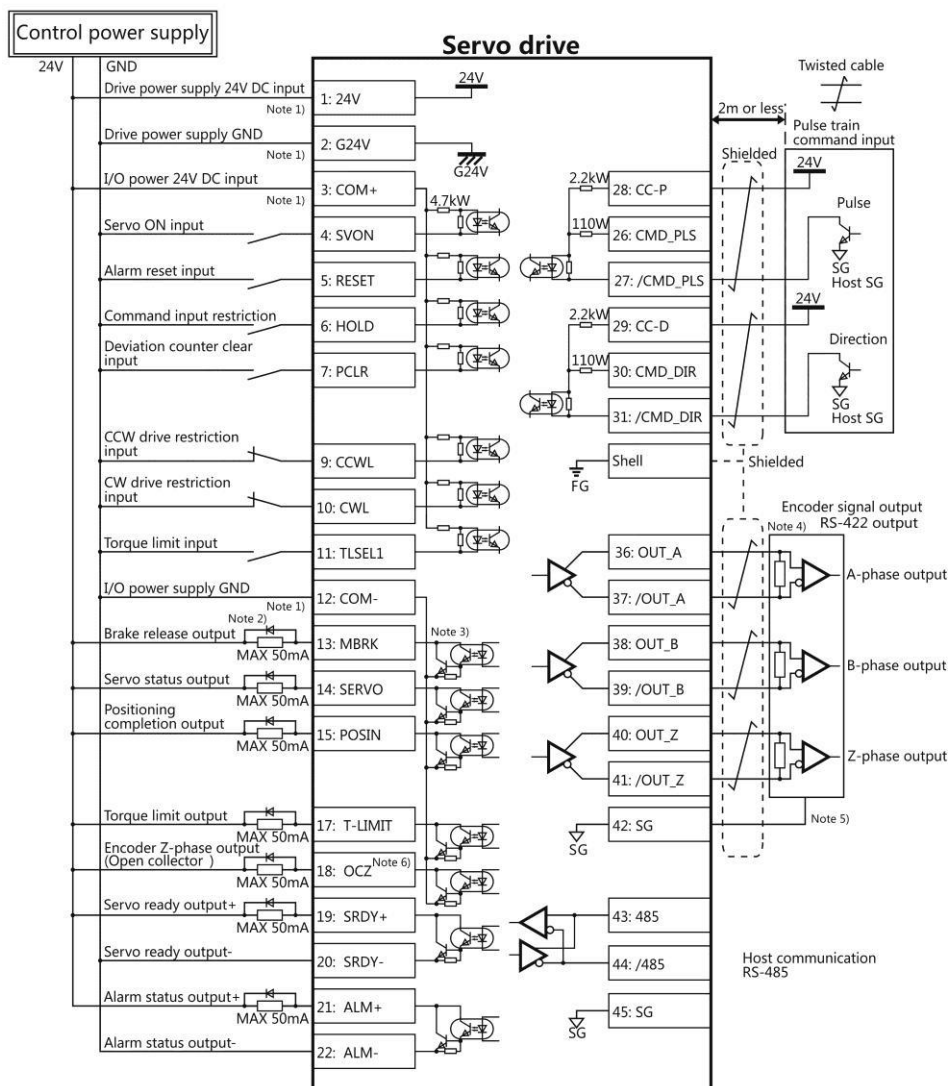 Control power supply
24V
GND
Servo drive
Drive power supply 24V DC input
Note 1)
1: 24V
24V
Drive power supply GND
Note 1)
2: G24V
G24V
I/O power 24V DC input
Note 1)
3: COM+
4.7kW
Servo ON input
4: SVON
Alarm reset input
5: RESET
Command input restriction
6: HOLD
Deviation counter clear
input
7: PCLR
CCW drive restriction
input
9: CCWL
CW drive restriction
input
10: CWL
Torque limit input
11: TLSEL1
I/O power supply GND
Note 1)
12: COM-
Note 2)
Brake release output
MAX 50mA
13: MBRK
Note 3)
Servo status output
MAX 50mA
14: SERVO
Positioning
completion output
MAX 50mA
15: POSIN
Torque limit output
MAX 50mA
17: T-LIMIT
Encoder Z-phase output
(Open collector )
MAX 50mA
18: OCZ Note 6)
Servo ready output+
MAX 50mA
19: SRDY+
Servo ready output-
20: SRDY-
Alarm status output+
MAX 50mA
21: ALM+
Alarm status output-
22: ALM-
Twisted cable
2m or less
Pulse train
command input
Shielded
24V
2.2kW
28: CC-P
Pulse
110W
26: CMD_PLS
SG
Host SG
27: /CMD_PLS
24V
2.2kW
29: CC-D
Direction
110W
30: CMD_DIR
SG
Host SG
31: /CMD_DIR
Shell
FG
Shielded
Encoder signal output
RS-422 output
Note 4)
36: OUT_A
A-phase output
37: /OUT_A
38: OUT_B
B-phase output
39: /OUT_B
40: OUT_Z
Z-phase output
41: /OUT_Z
42: SG
SG
Note 5)
43: 485
44: /485
Host communication
RS-485
45: SG
SG